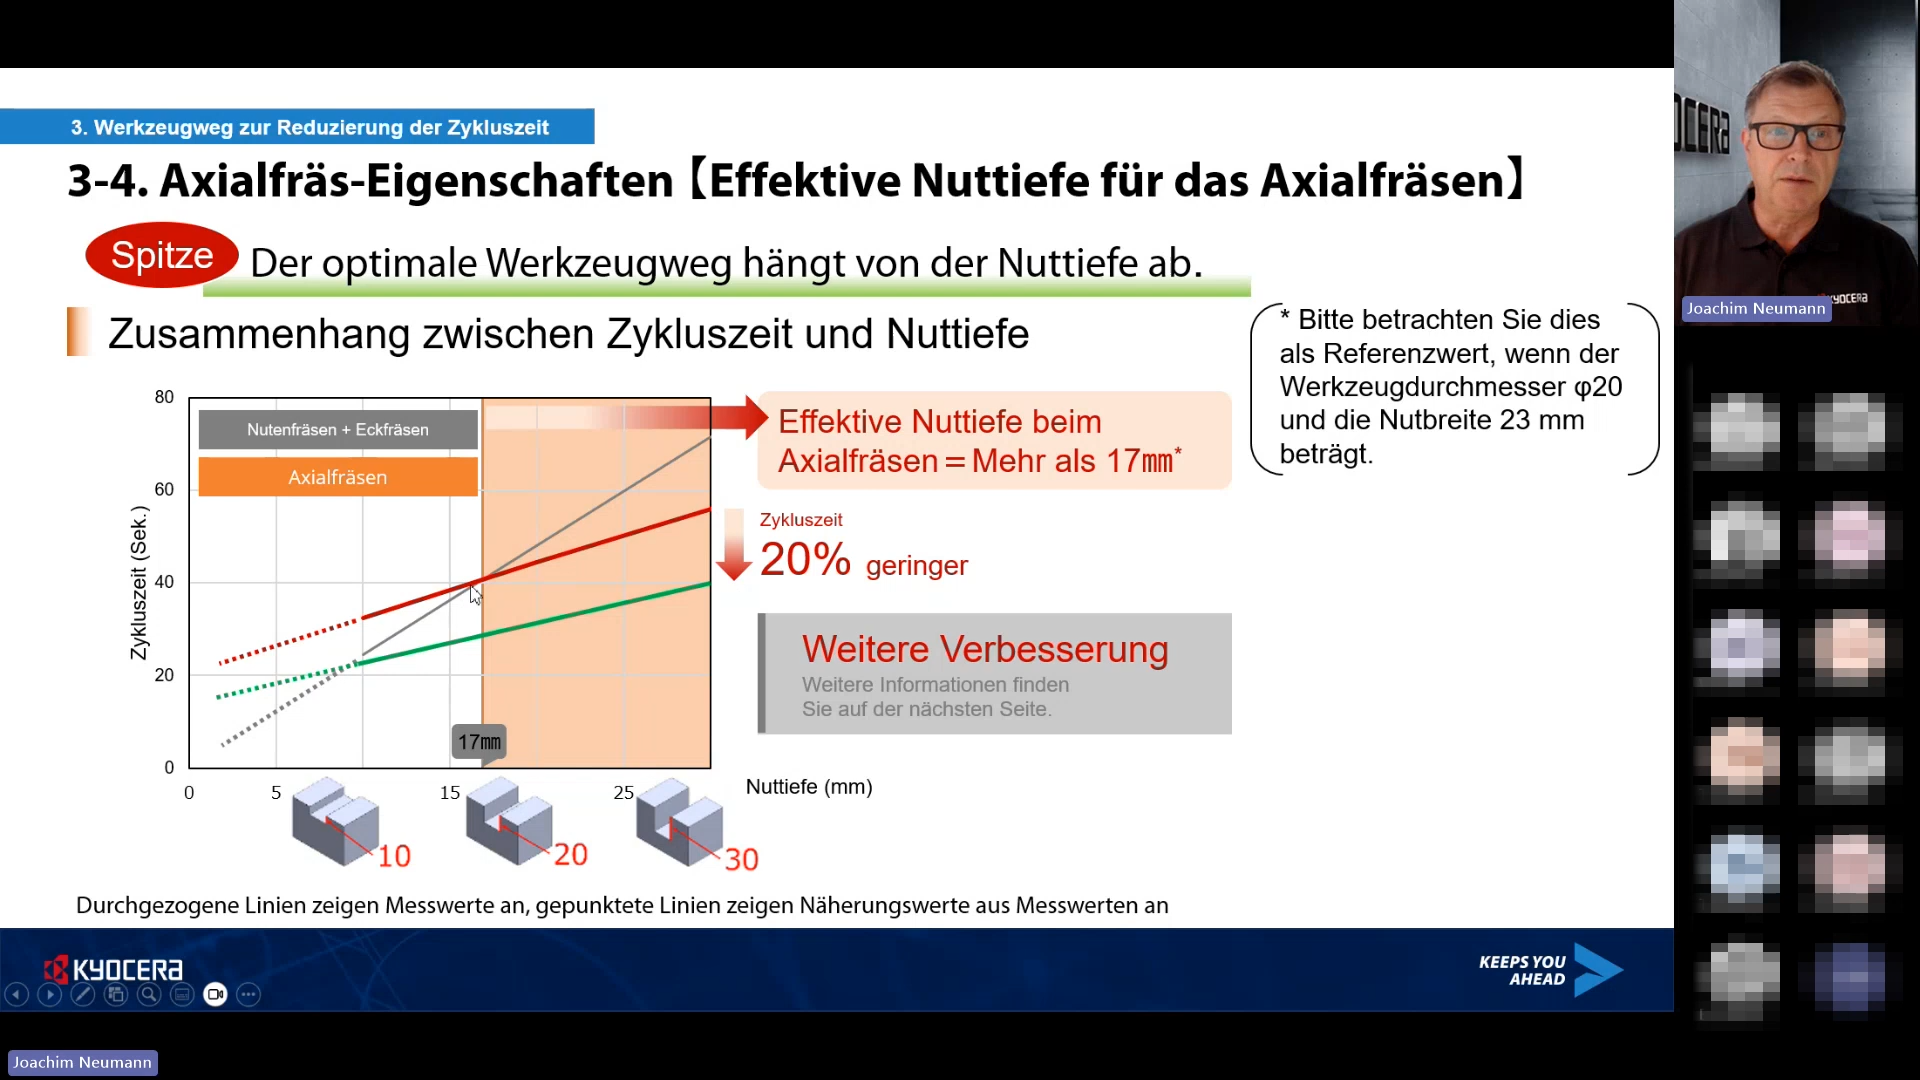 3. Werkzeugweg zur Reduzierung der Zykluszeit
3-4. Axialfräs-Eigenschaften【Effektive Nuttiefe für das Axialfräsen】
Spitze
Der optimale Werkzeugweg hängt von der Nuttiefe ab.
Zusammenhang zwischen Zykluszeit und Nuttiefe
* Bitte betrachten Sie dies
als Referenzwert, wenn der
Werkzeugdurchmesser φ20
und die Nutbreite 23 mm
beträgt.
80
60
40
20
0
Zykluszeit (Sek.)
Nutenfräsen + Eckfräsen
Axialfräsen
17mm
0
5
15
25
Nuttiefe (mm)
10
20
30
Effektive Nuttiefe beim
Axialfräsen = Mehr als 17mm*
Zykluszeit
20% geringer
Weitere Verbesserung
Weitere Informationen finden
Sie auf der nächsten Seite.
Durchgezogene Linien zeigen Messwerte an, gepunktete Linien zeigen Näherungswerte aus Messwerten an
KYOCERA
KEEPS YOU
AHEAD
Joachim Neumann
OCERA
KYOCERA
Joachim Neumann